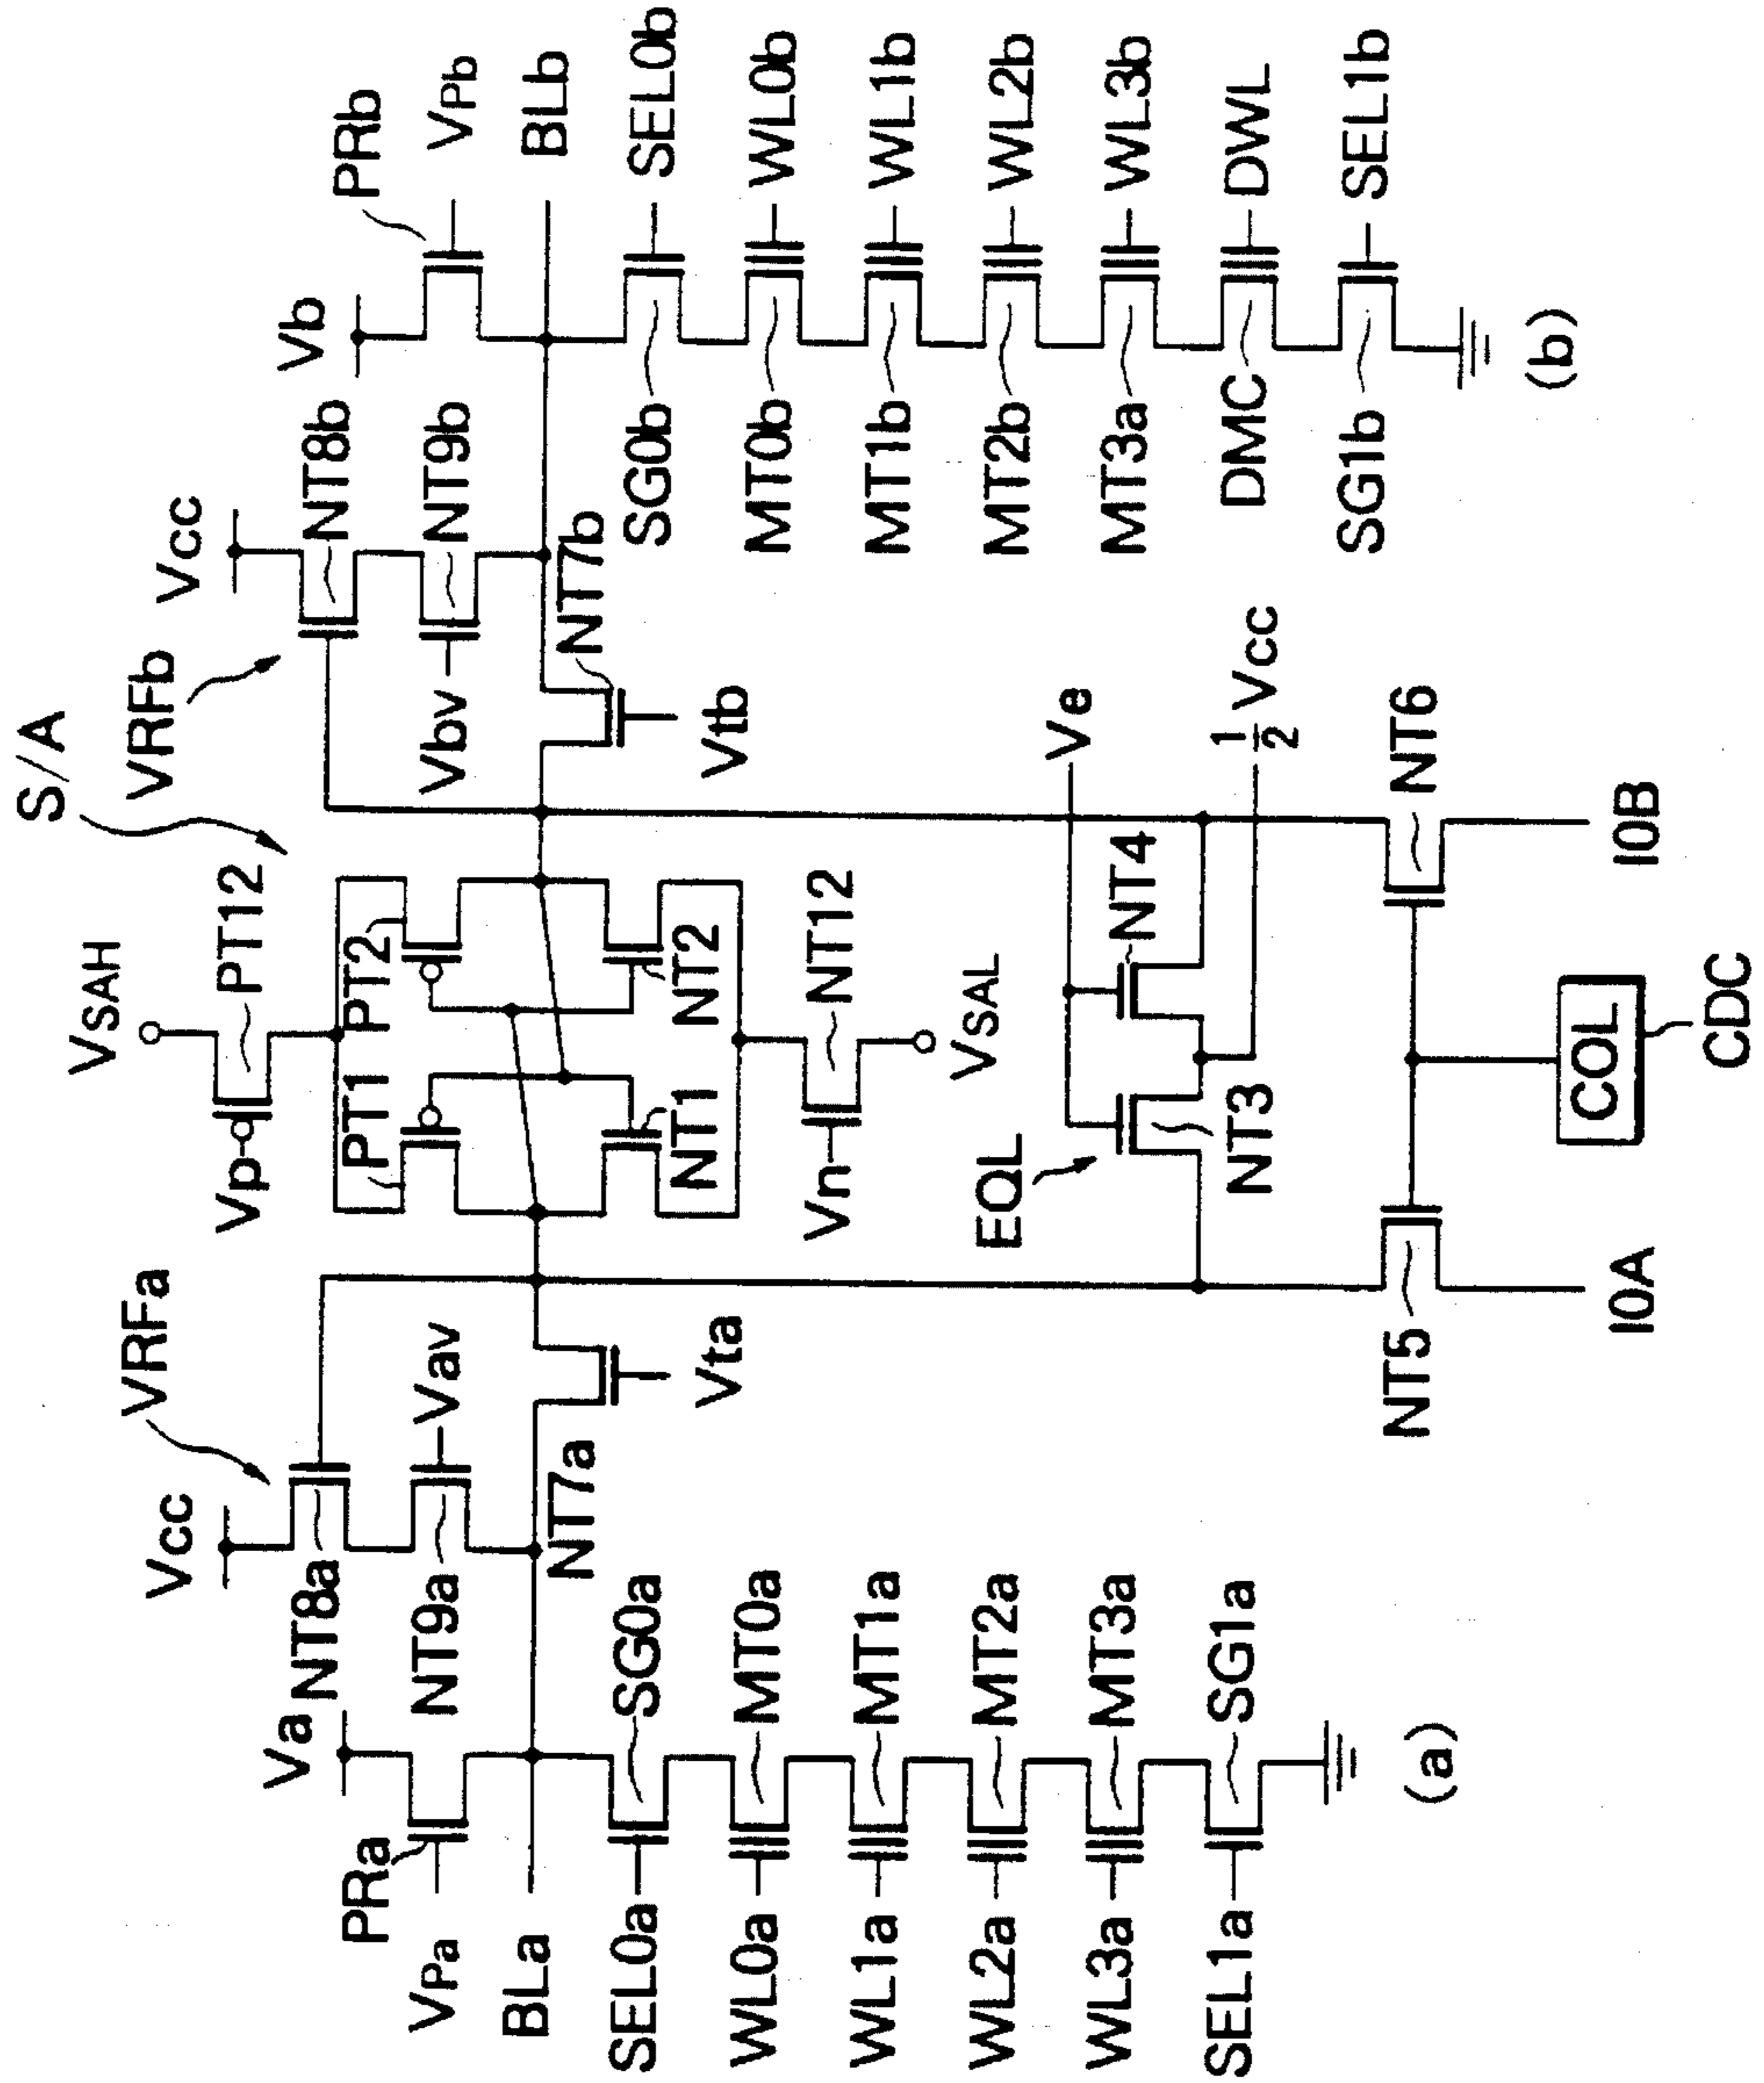 S/A
VSAH
PT12
Vp
VRFa
VRFb
Vcc
Vcc
NT8a
NT8b
Va
Vb
PRa
PRb
VPa
VPb
NT9a
Vav
PT1
PT2
Vbv
NT9b
BLa
BLb
NT7a
NT7b
SEL0a
SG0a
Vta
NT1
NT2
Vtb
SG0b
SEL0b
WL0a
MT0a
Vn
NT12
MT0b
WL0b
WL1a
MT1a
VSAL
MT1b
WL1b
WL2a
MT2a
EQL
Ve
MT2b
WL2b
WL3a
MT3a
NT4
MT3a
WL3b
SEL1a
SG1a
NT3
1/2 Vcc
DMC
DWL
NT5
NT6
SG1b
SEL1b
(a)
(b)
IOA
COL
IOB
CDC